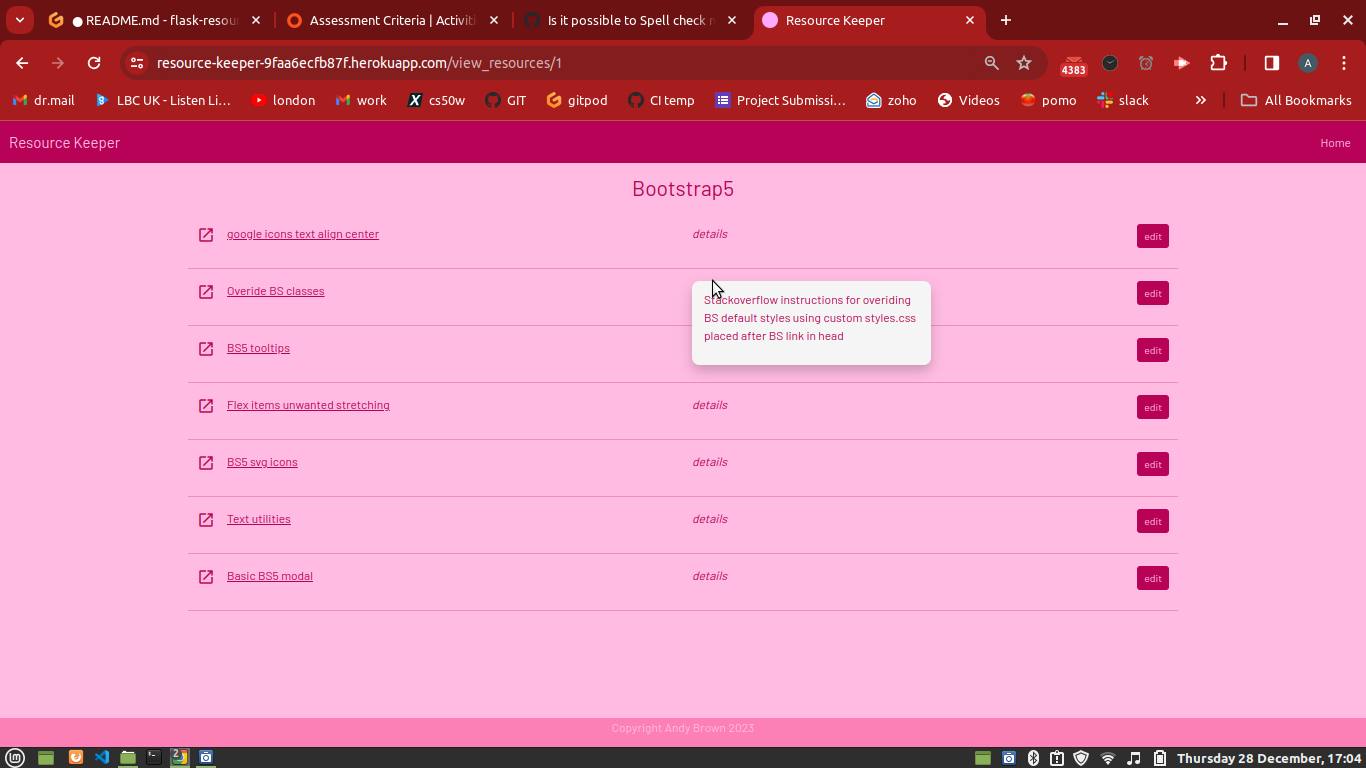 README.md - flask-resou
Assessment Criteria | Activiti
Is it possible to Spell check m
Resource Keeper
resource-keeper-9faa6ecfb87f.herokuapp.com/view_resources/1
4383
A
dr.mail
LBC UK - Listen Li...
london
work
X
cs50w
GIT
gitpod
CI temp
Project Submissi...
zoho
Videos
pomo
slack
All Bookmarks
Resource Keeper
Home
Bootstrap5
google icons text align center
details
edit
Overide BS classes
Stackoverflow instructions for overiding
BS default styles using custom styles.css
placed after BS link in head
edit
BS5 tooltips
edit
Flex items unwanted stretching
details
edit
BS5 svg icons
details
edit
Text utilities
details
edit
Basic BS5 modal
details
edit
Copyright Andy Brown 2023
2
Thursday 28 December, 17:04